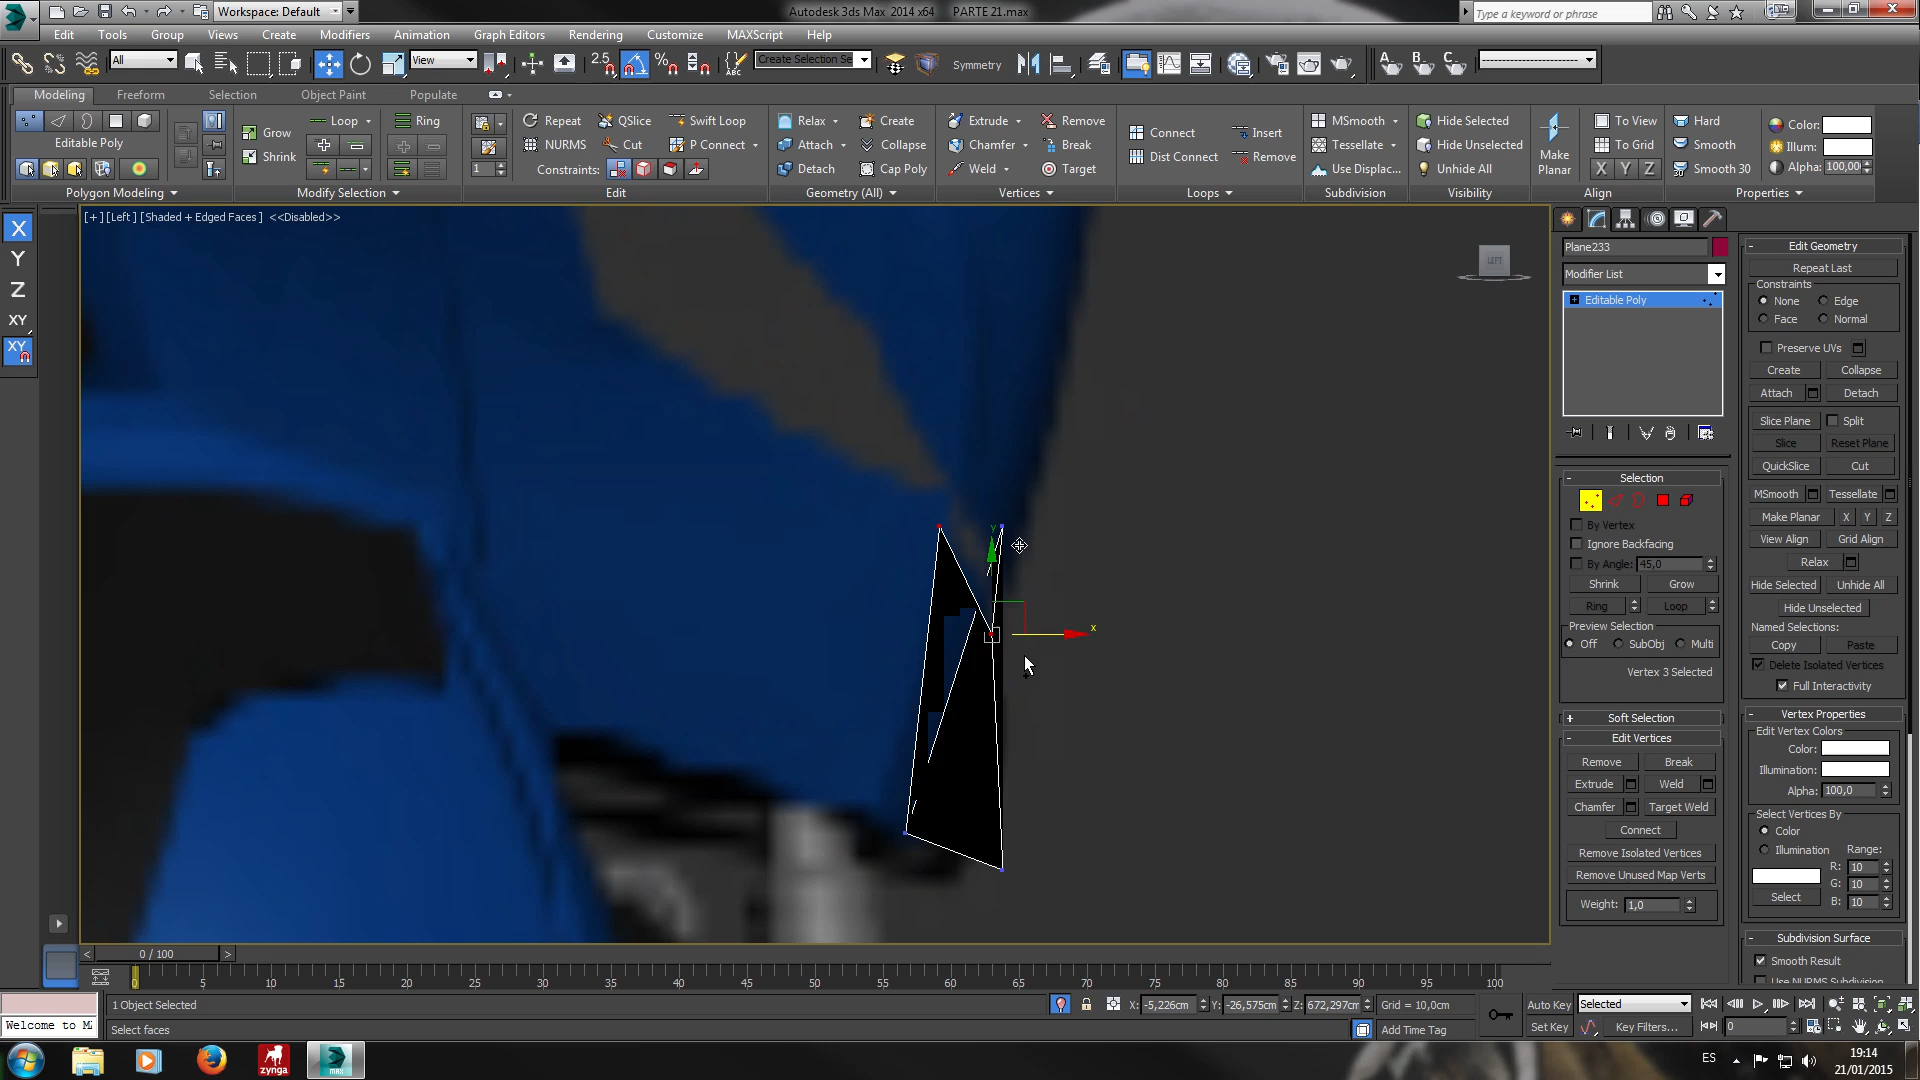 Workspace: Default
Autodesk 3ds Max 2014 x64 PARTE 21.max
Type a keyword or phrase
Edit Tools Group Views Create Modifiers Animation Graph Editors Rendering Customize MAXScript Help
All View 2.5 Create Selection Se Symmetry
Modeling Freeform Selection Object Paint Populate
Loop Ring Repeat QSlice Swift Loop Relax Create Extrude Remove MSmooth Hide Selected To View Hard Color:
Editable Poly Grow NURMS Cut P Connect Attach Collapse Chamfer Break Connect Insert Tessellate Hide Unselected Make Planar To Grid Smooth Illum:
Shrink 1 Constraints: Detach Cap Poly Weld Target Dist Connect Remove Use Displac... Unhide All X Y Z Smooth 30 Alpha: 100,00
Polygon Modeling Modify Selection Edit Geometry (All) Vertices Loops Subdivision Visibility Align Properties
[+] [Left] [Shaded + Edged Faces] <<Disabled>>
LEFT
X
Y
Z
XY
XY
y
x
Plane233
Modifier List
Editable Poly
Selection
By Vertex
Ignore Backfacing
By Angle: 45,0
Shrink Grow
Ring Loop
Preview Selection
Off SubObj Multi
Vertex 3 Selected
Soft Selection
Edit Vertices
Remove Break
Extrude Weld
Chamfer Target Weld
Connect
Remove Isolated Vertices
Remove Unused Map Verts
Weight: 1,0
Edit Geometry
Repeat Last
Constraints
None Edge
Face Normal
Preserve UVs
Create Collapse
Attach Detach
Slice Plane Split
Slice Reset Plane
QuickSlice Cut
MSmooth Tessellate
Make Planar X Y Z
View Align Grid Align
Relax
Hide Selected Unhide All
Hide Unselected
Named Selections:
Copy Paste
Delete Isolated Vertices
Full Interactivity
Vertex Properties
Edit Vertex Colors
Color:
Illumination:
Alpha: 100,0
Select Vertices By
Color
Illumination Range:
R: 10
G: 10
Select B: 10
Subdivision Surface
Smooth Result
Use NURMS Subdivision
< 0 / 100 >
0 5 10 15 20 25 30 35 40 45 50 55 60 65 70 75 80 85 90 95 100
1 Object Selected X: -5,226cm Y: -26,575cm Z: 672,297cm Grid = 10,0cm Auto Key Selected
Welcome to MA Select faces Add Time Tag Set Key Key Filters... 0
zynga MAX ES 19:14
21/01/2015